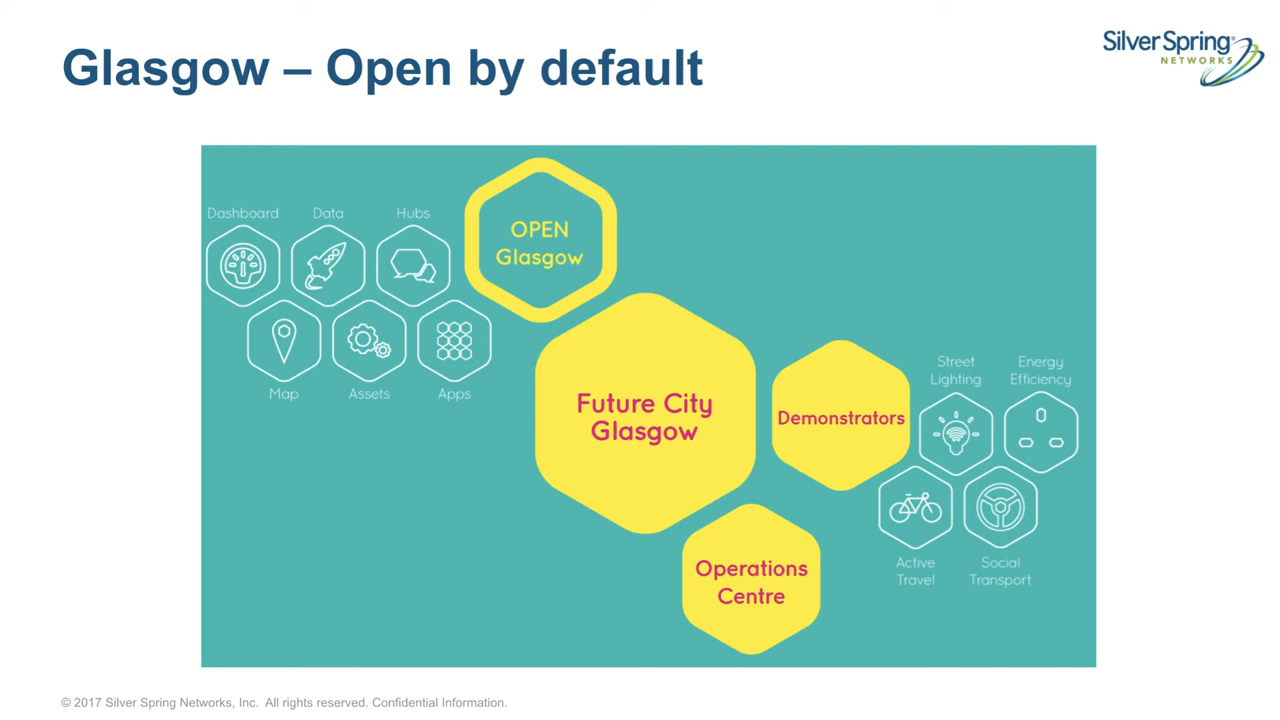 Glasgow – Open by default
Silver Spring®
NETWORKS
Dashboard
Data
Hubs
Map
Assets
Apps
OPEN
Glasgow
Future City
Glasgow
Demonstrators
Street
Lighting
Energy
Efficiency
Active
Travel
Social
Transport
Operations
Centre
© 2017 Silver Spring Networks, Inc. All rights reserved. Confidential Information.